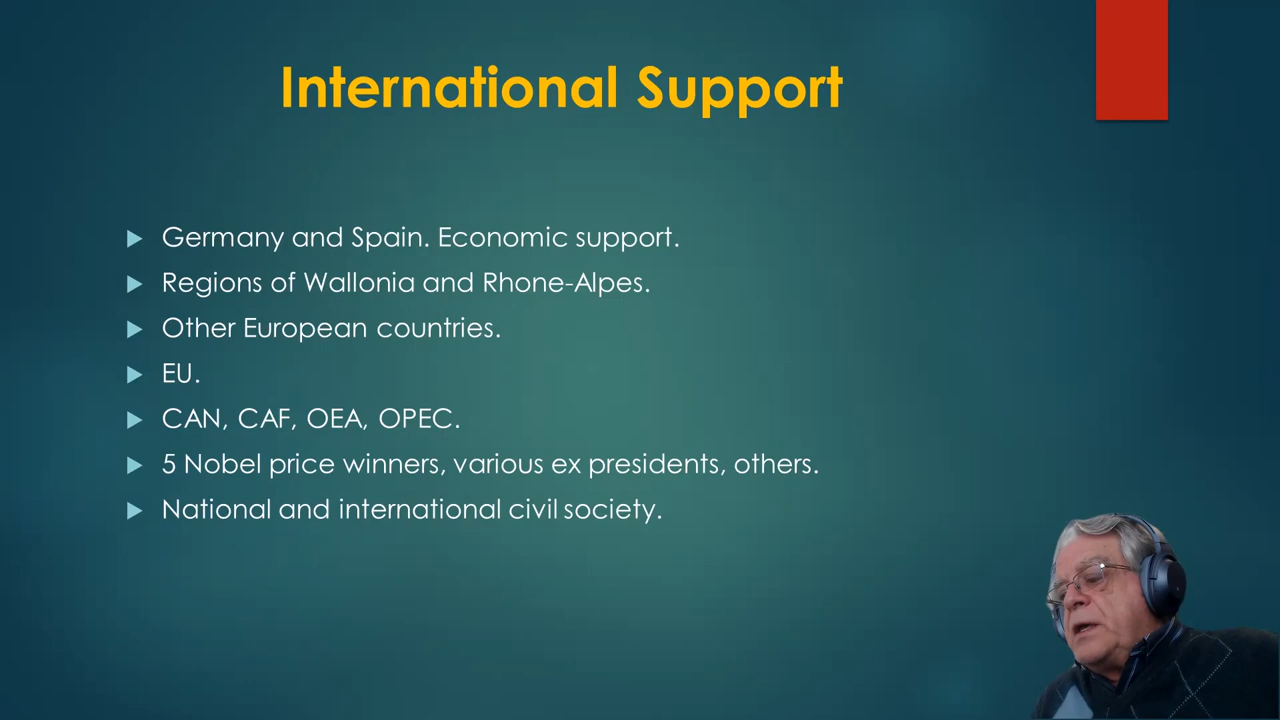 International Support
Germany and Spain. Economic support.
Regions of Wallonia and Rhone-Alpes.
Other European countries.
EU.
CAN, CAF, OEA, OPEC.
5 Nobel price winners, various ex presidents, others.
National and international civil society.